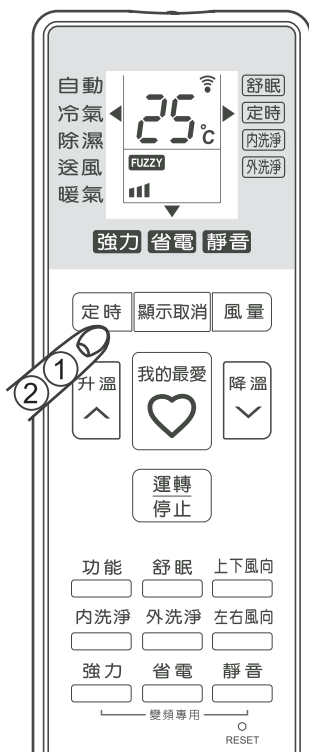 自動
冷氣
除濕
送風
暖氣
25℃
FUZZY
舒眠
定時
內洗淨
外洗淨
強力 省電 靜音
定時 顯示取消 風量
① ②
升溫 我的最愛 降溫
運轉
停止
功能 舒眠 上下風向
內洗淨 外洗淨 左右風向
強力 省電 靜音
變頻專用
RESET